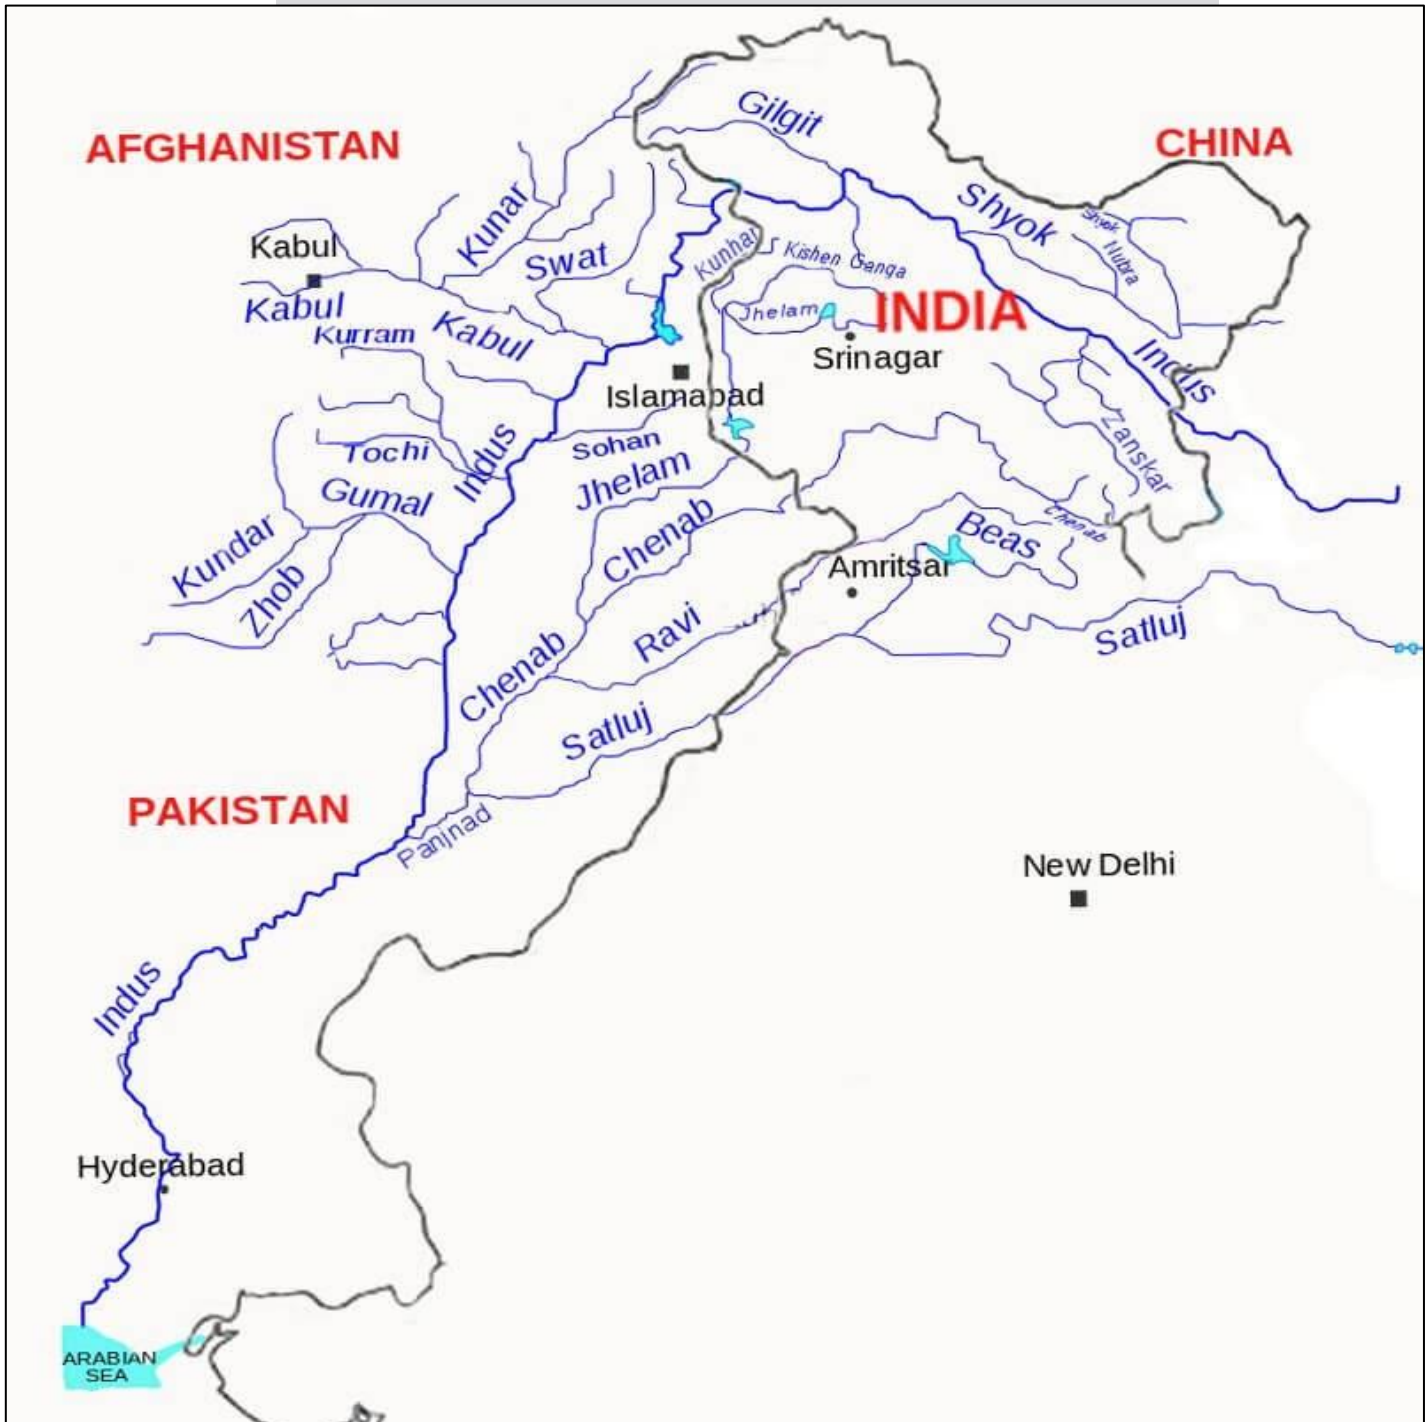 Gilgit
AFGHANISTAN
CHINA
Kunar
Shyok
Shyok
Nubra
Kabul
Swat
Kunhar
Kishen Ganga
Kabul
Kurram
Kabul
Jhelam
INDIA
Srinagar
Indus
Islamabad
Zanskar
Tochi
Indus
Sohan
Gumal
Jhelam
Kundar
Chenab
Chenab
Beas
Amritsar
Zhob
Ravi
Satluj
Chenab
Satluj
PAKISTAN
Panjnad
New Delhi
Indus
Hyderabad
ARABIAN
SEA